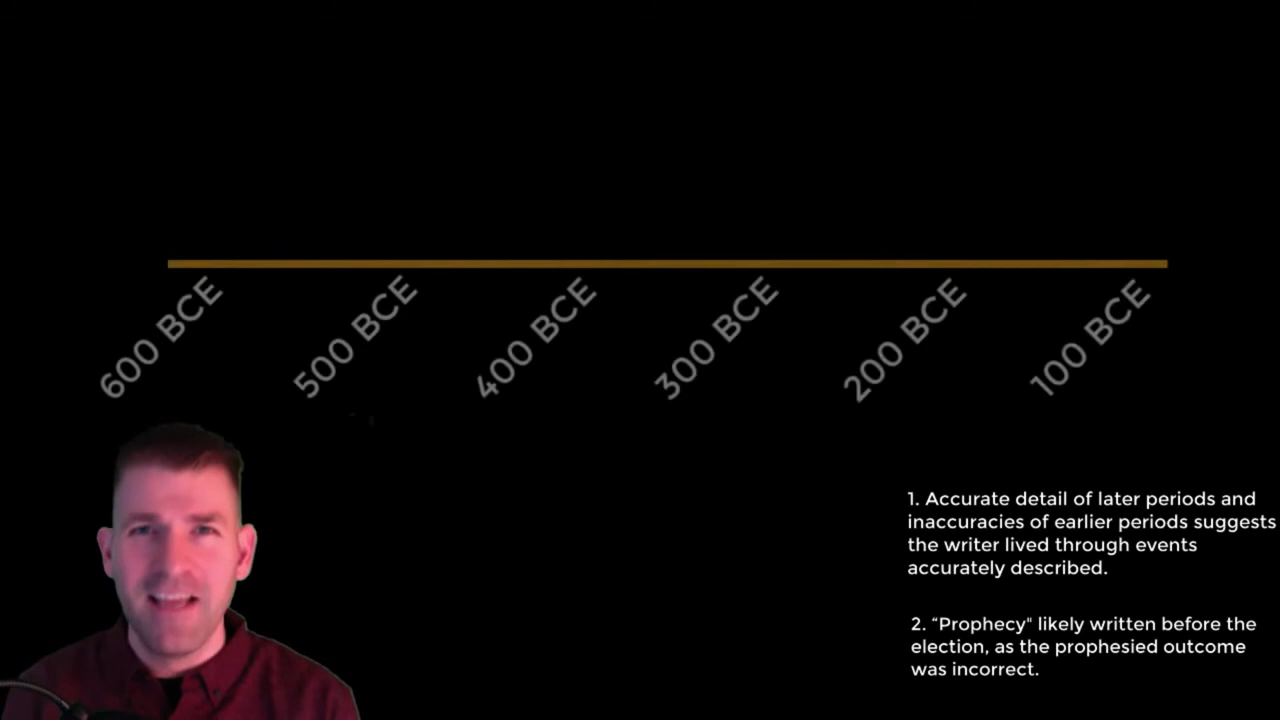 600 BCE
500 BCE
400 BCE
300 BCE
200 BCE
100 BCE
1. Accurate detail of later periods and
inaccuracies of earlier periods suggests
the writer lived through events
accurately described.
2. “Prophecy" likely written before the
election, as the prophesied outcome
was incorrect.